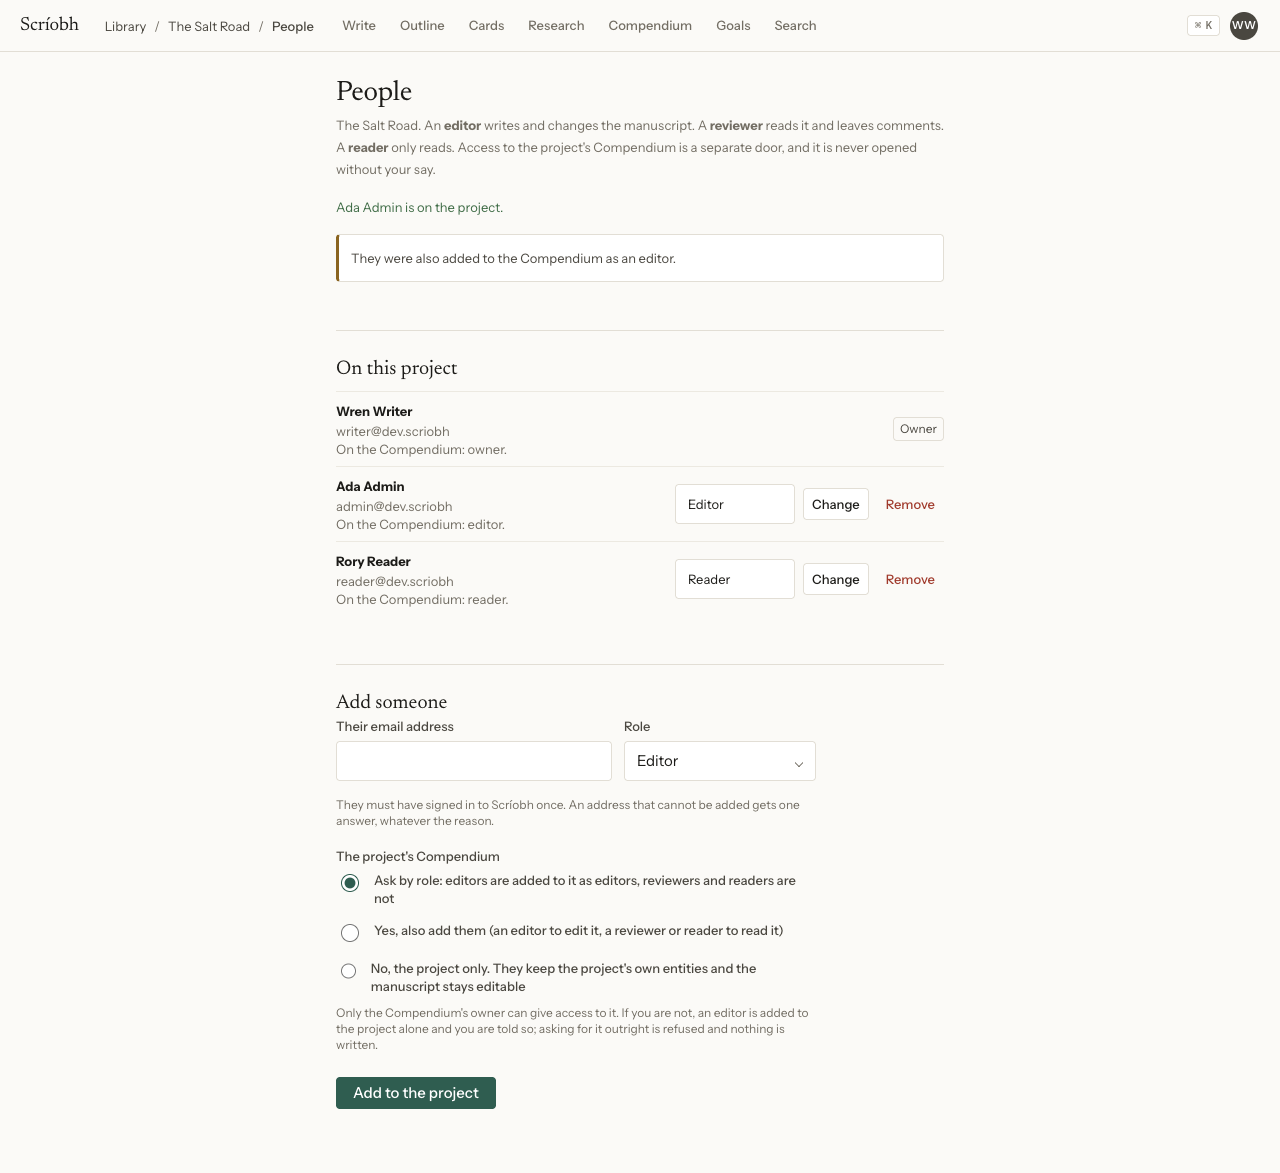 Scríobh
Library / The Salt Road / People
Write
Outline
Cards
Research
Compendium
Goals
Search
⌘ K
WW
People
The Salt Road. An editor writes and changes the manuscript. A reviewer reads it and leaves comments.
A reader only reads. Access to the project's Compendium is a separate door, and it is never opened
without your say.
Ada Admin is on the project.
They were also added to the Compendium as an editor.
On this project
Wren Writer
writer@dev.scriobh
On the Compendium: owner.
Owner
Ada Admin
admin@dev.scriobh
On the Compendium: editor.
Editor
Change
Remove
Rory Reader
reader@dev.scriobh
On the Compendium: reader.
Reader
Change
Remove
Add someone
Their email address
Role
Editor
They must have signed in to Scríobh once. An address that cannot be added gets one
answer, whatever the reason.
The project's Compendium
Ask by role: editors are added to it as editors, reviewers and readers are
not
Yes, also add them (an editor to edit it, a reviewer or reader to read it)
No, the project only. They keep the project's own entities and the
manuscript stays editable
Only the Compendium's owner can give access to it. If you are not, an editor is added to
the project alone and you are told so; asking for it outright is refused and nothing is
written.
Add to the project